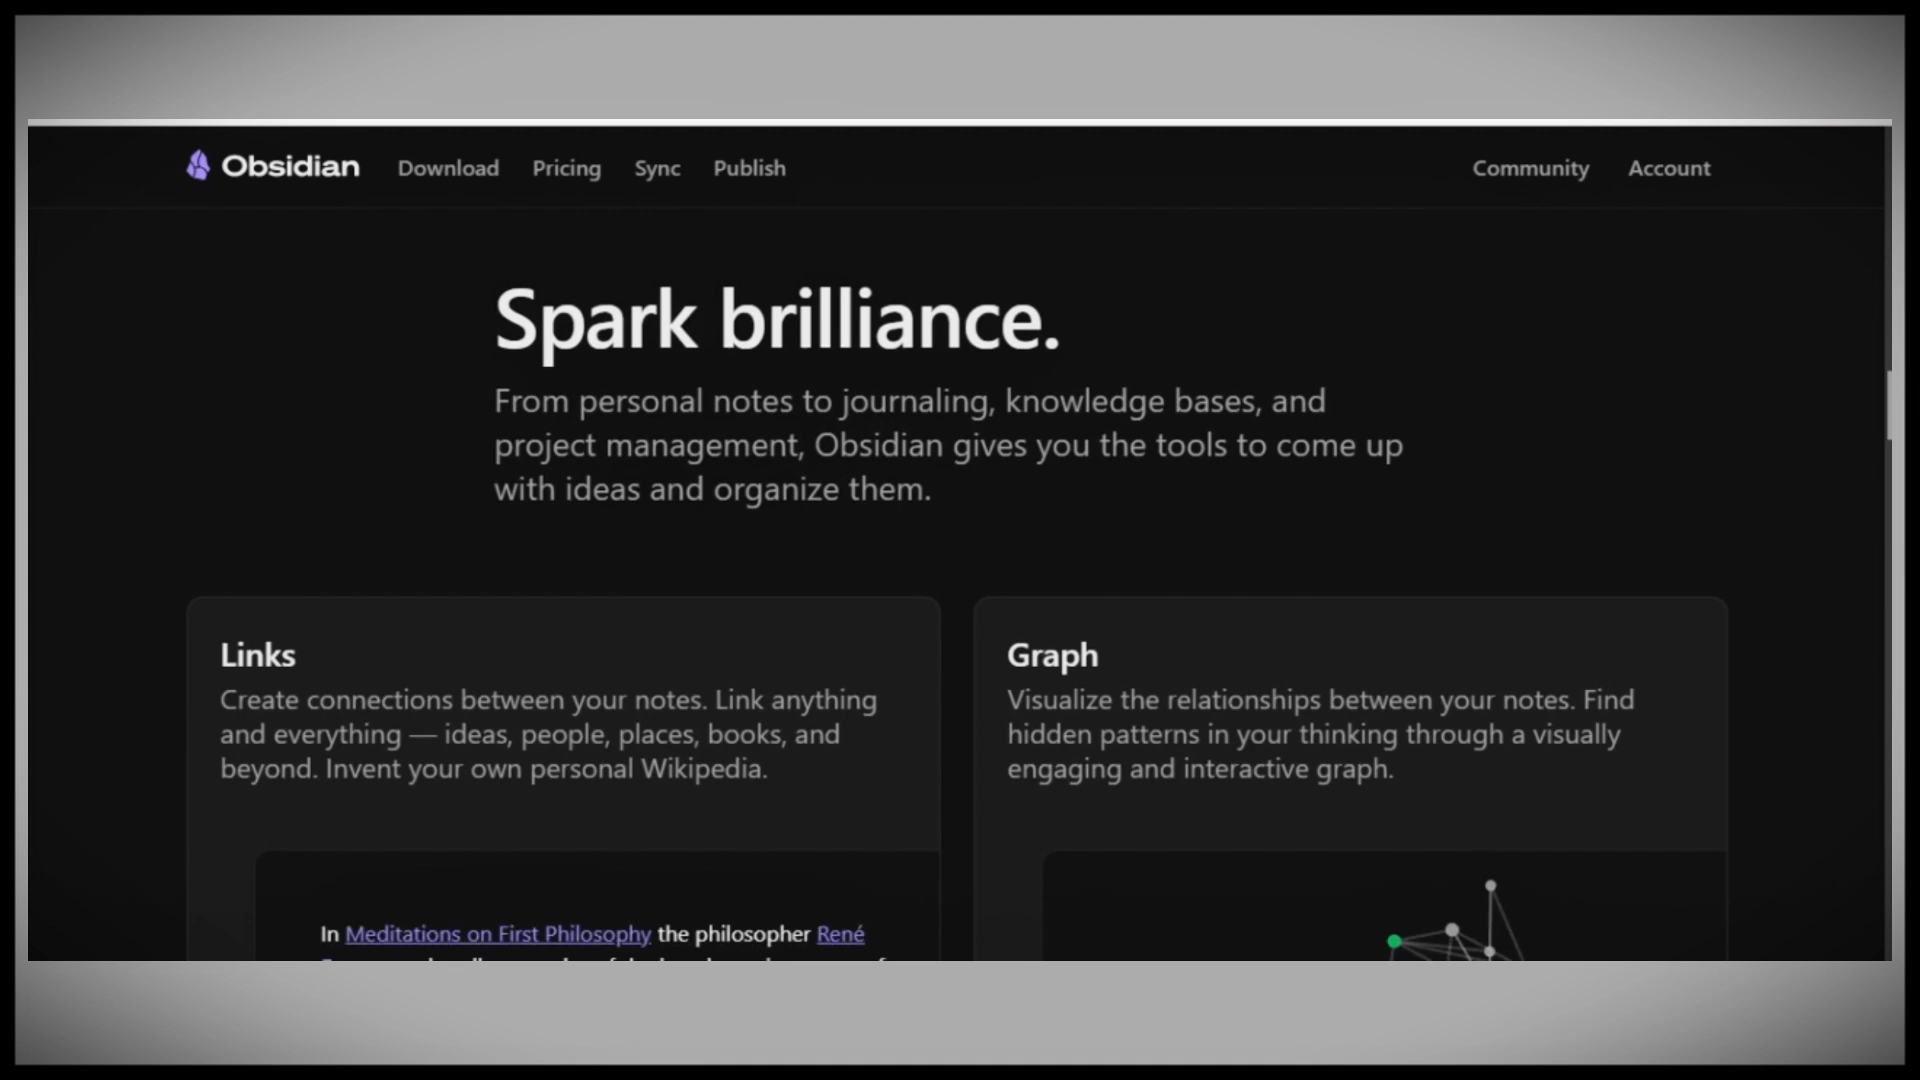 Obsidian Download Pricing Sync Publish Community Account
Spark brilliance.
From personal notes to journaling, knowledge bases, and
project management, Obsidian gives you the tools to come up
with ideas and organize them.
Links
Create connections between your notes. Link anything
and everything — ideas, people, places, books, and
beyond. Invent your own personal Wikipedia.
In Meditations on First Philosophy the philosopher René
Graph
Visualize the relationships between your notes. Find
hidden patterns in your thinking through a visually
engaging and interactive graph.